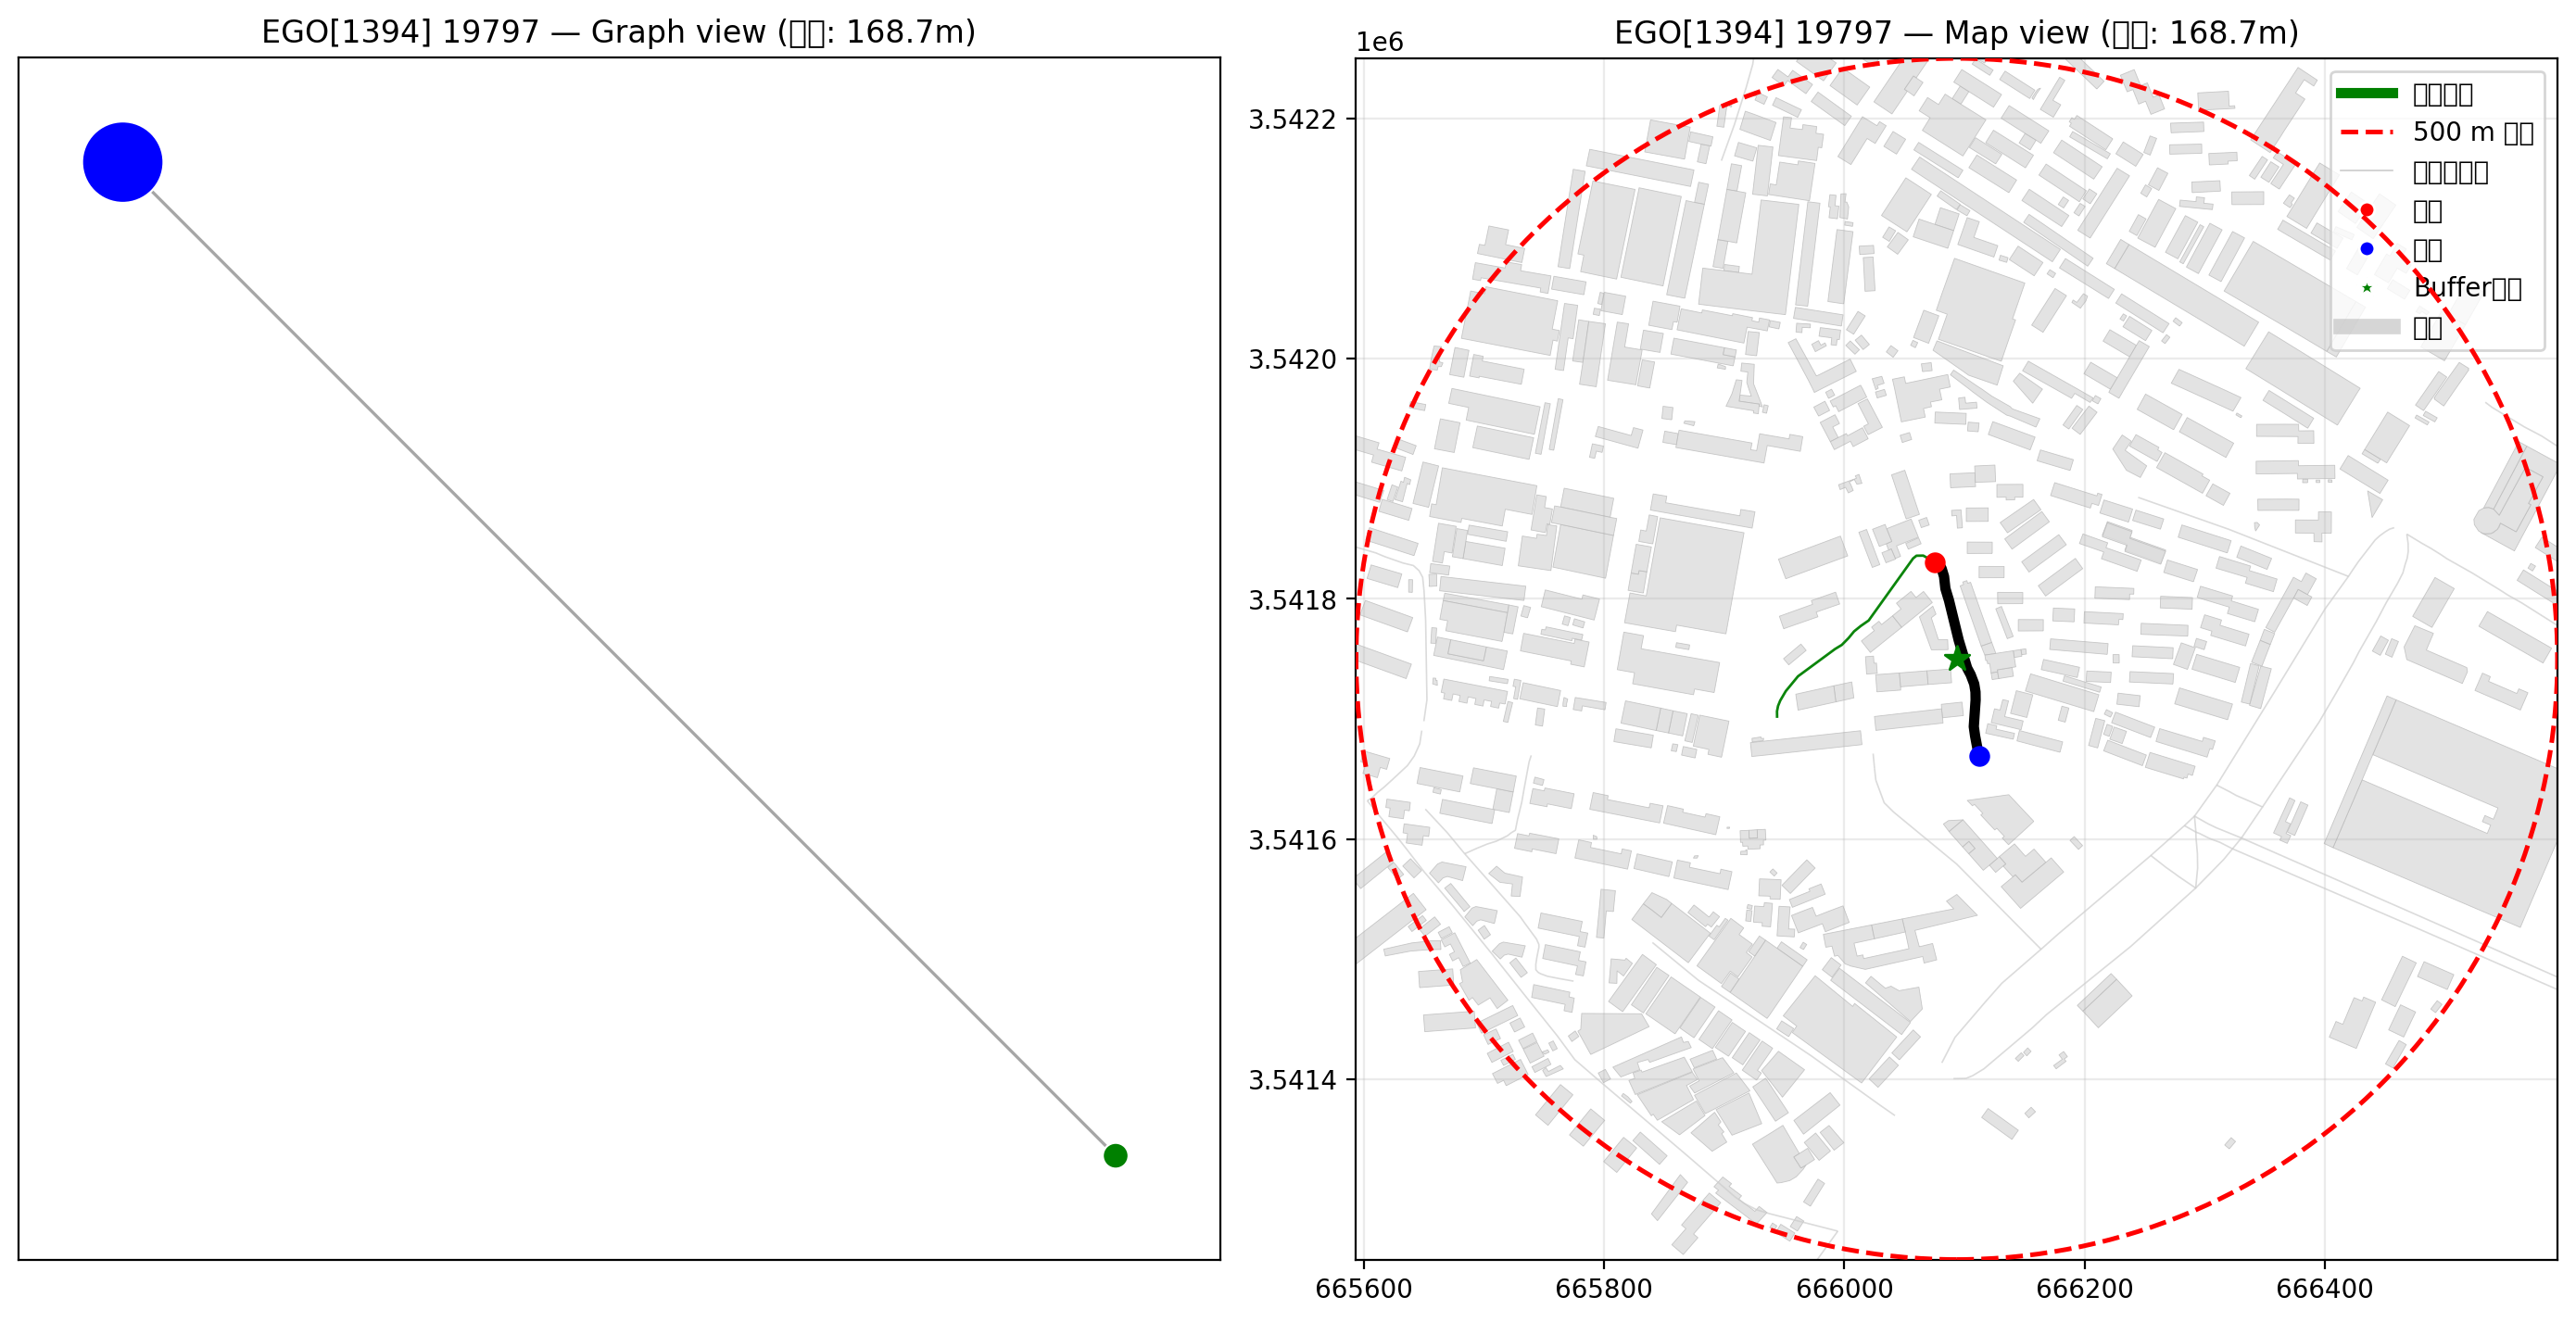 EGO[1394] 19797 — Graph view (: 168.7m)
EGO[1394] 19797 — Map view (: 168.7m)
1e6
3.5422
3.5420
3.5418
3.5416
3.5414
500 m
Buffer
665600
665800
666000
666200
666400